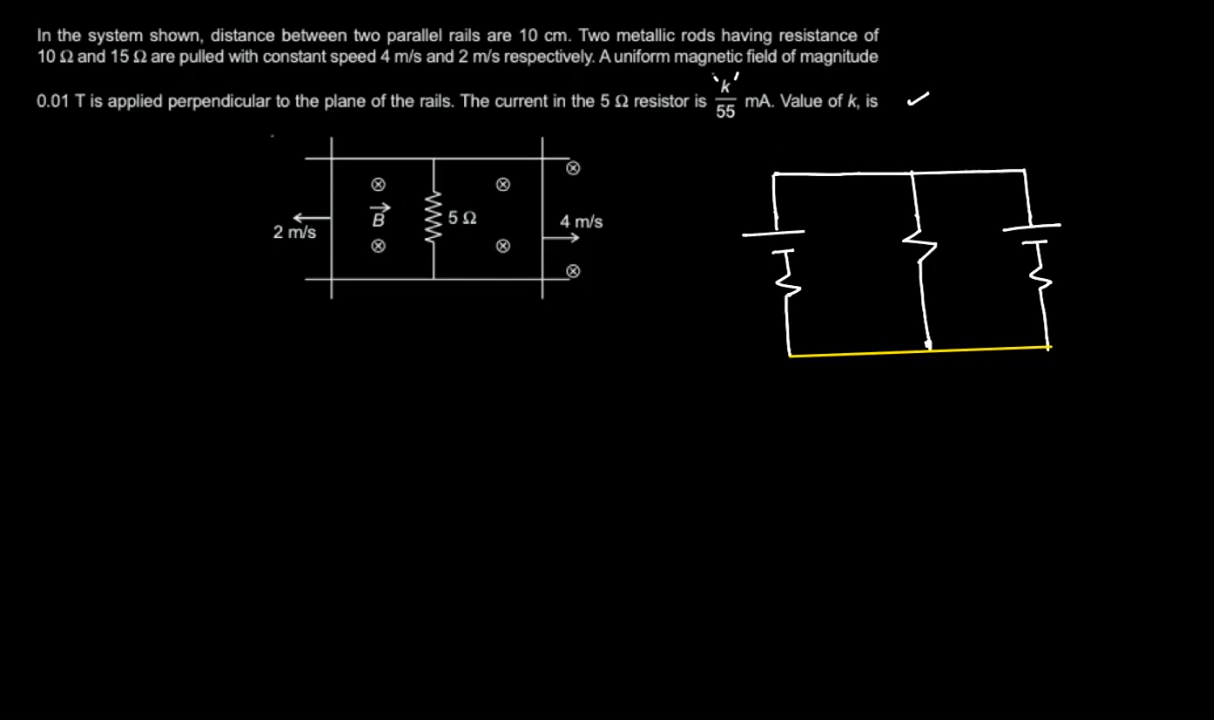 In the system shown, distance between two parallel rails are 10 cm. Two metallic rods having resistance of
10 Ω and 15 Ω are pulled with constant speed 4 m/s and 2 m/s respectively. A uniform magnetic field of magnitude
0.01 T is applied perpendicular to the plane of the rails. The current in the 5 Ω resistor is 'k'/55 mA. Value of k, is ✓
B⃗
5 Ω
4 m/s
2 m/s